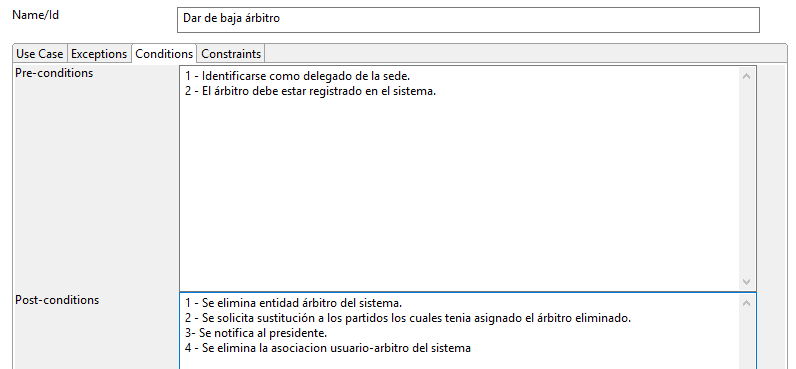 Name/Id
Dar de baja árbitro
Use Case Exceptions Conditions Constraints
Pre-conditions
1 - Identificarse como delegado de la sede.
2 - El árbitro debe estar registrado en el sistema.
Post-conditions
1 - Se elimina entidad árbitro del sistema.
2 - Se solicita sustitución a los partidos los cuales tenia asignado el árbitro eliminado.
3- Se notifica al presidente.
4 - Se elimina la asociacion usuario-arbitro del sistema